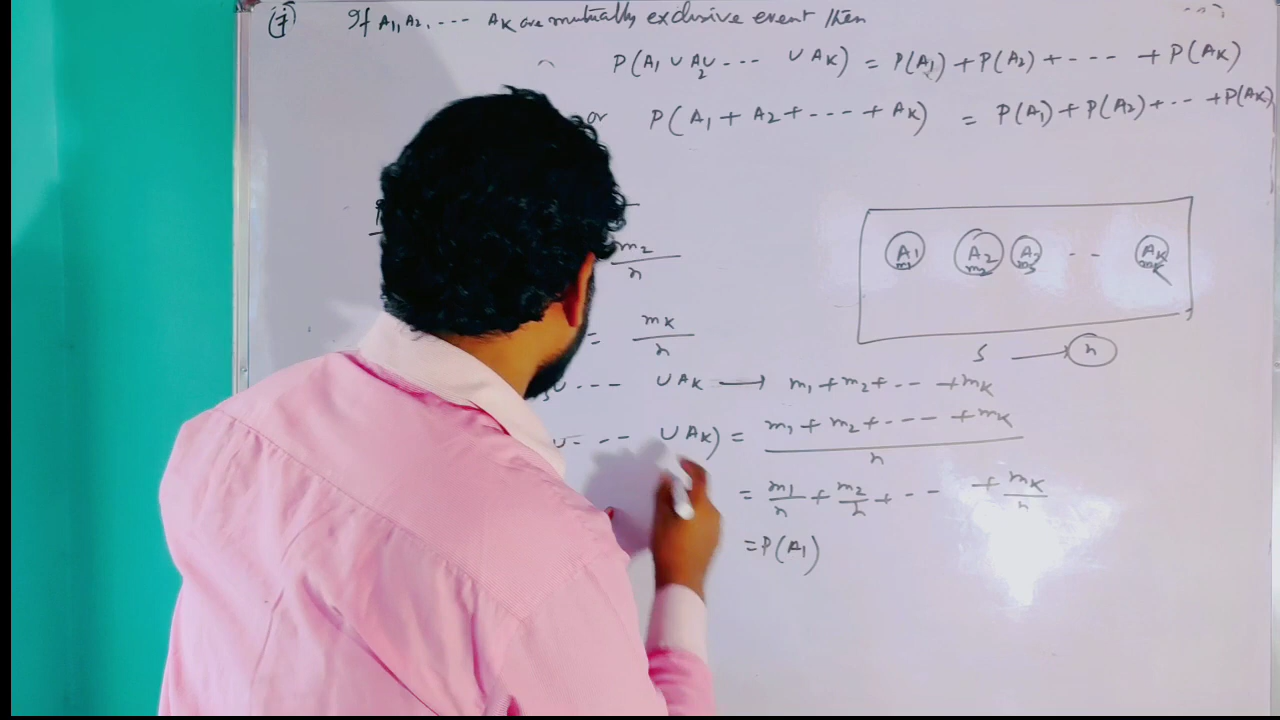 (7) If A1, A2, ---- AK are mutually exclusive event then
P(A1 ∪ A2∪ --- ∪ AK) = P(A1) + P(A2) + --- + P(AK)
or P(A1 + A2 + ---- + AK) = P(A1) + P(A2) + -- + P(AK)
m2/n
= mK/n
A1 m1 A2 m2 A3 m3 -- AK mK
S → n
∪ --- ∪ AK → m1 + m2 + -- + mK
∪- -- ∪ AK) = (m1 + m2 + ---- + mK)/n
= m1/n + m2/n + -- + mK/n
= P(A1)